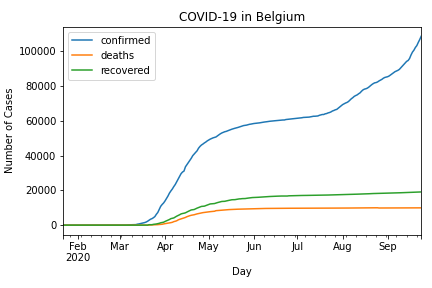 COVID-19 in Belgium
confirmed
deaths
recovered
Number of Cases
100000
80000
60000
40000
20000
0
Feb Mar Apr May Jun Jul Aug Sep
2020
Day